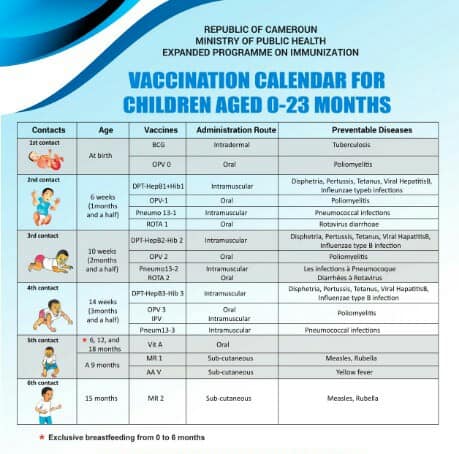 REPUBLIC OF CAMEROUN
MINISTRY OF PUBLIC HEALTH
EXPANDED PROGRAMME ON IMMUNIZATION
VACCINATION CALENDAR FOR
CHILDREN AGED 0-23 MONTHS
Contacts Age Vaccines Administration Route Preventable Diseases
1st contact
At birth
BCG Intradermal Tuberculosis
OPV 0 Oral Poliomyelitis
2nd contact
6 weeks
(1months
and a half)
DPT-HepB1+Hib1 Intramuscular Disphetria, Pertussis, Tetanus, Viral HepatitisB,
Influenzae typeb infections
OPV-1 Oral Poliomyelitis
Pneumo 13-1 Intramuscular Pneumococcal infections
ROTA 1 Oral Rotavirus diarrhoae
3rd contact
10 weeks
(2months
and a half)
DPT-HepB2-Hib 2 Intramuscular Disphetria, Pertussis, Tetanus, Viral HapatitisB,
Influenzae type B infection
OPV 2 Oral Poliomyelitis
Pneumo13-2 Intramuscular Les infections à Pneumocoque
ROTA 2 Oral Diarrhées à Rotavirus
4th contact
14 weeks
(3months
and a half)
DPT-HepB3-Hib 3 Intramuscular Disphetria, Pertussis, Tetanus, Viral HapatitisB,
Influenzae type B infection
OPV 3 Oral
IPV Intramuscular
Poliomyelitis
Pneum13-3 Intramuscular Pneumococcal infections
5th contact
* 6, 12, and
18 months
Vit A Oral
A 9 months
MR 1 Sub-cutaneous Measles, Rubella
AA V Sub-cutaneous Yellow fever
6th contact
15 months MR 2 Sub-cutaneous Measles, Rubella
* Exclusive breastfeeding from 0 to 6 months